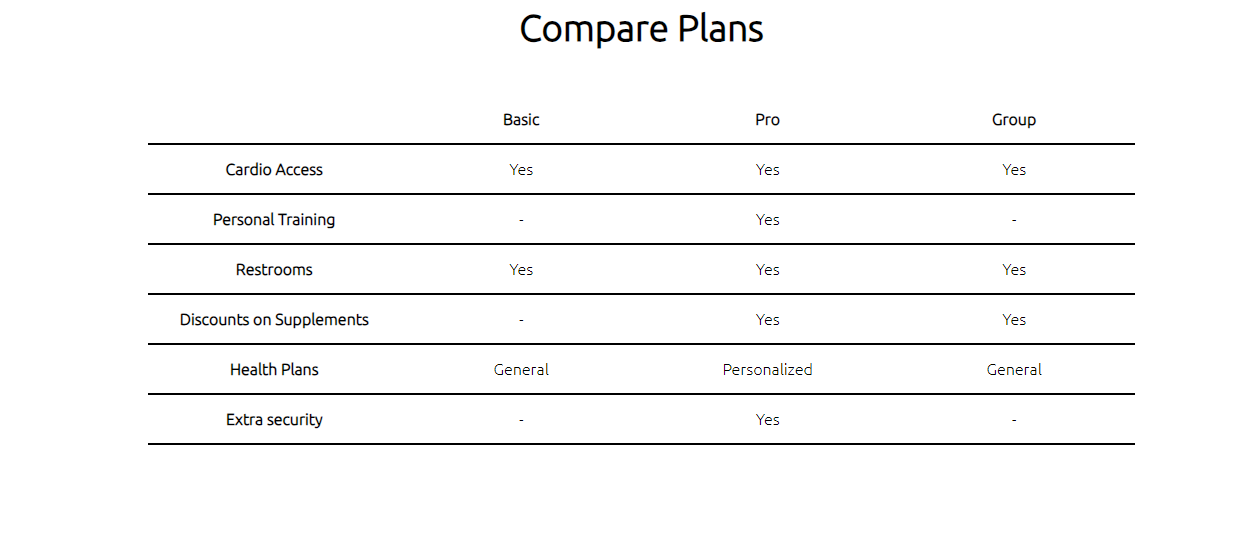 Compare Plans
Basic Pro Group
Cardio Access Yes Yes Yes
Personal Training - Yes -
Restrooms Yes Yes Yes
Discounts on Supplements - Yes Yes
Health Plans General Personalized General
Extra security - Yes -